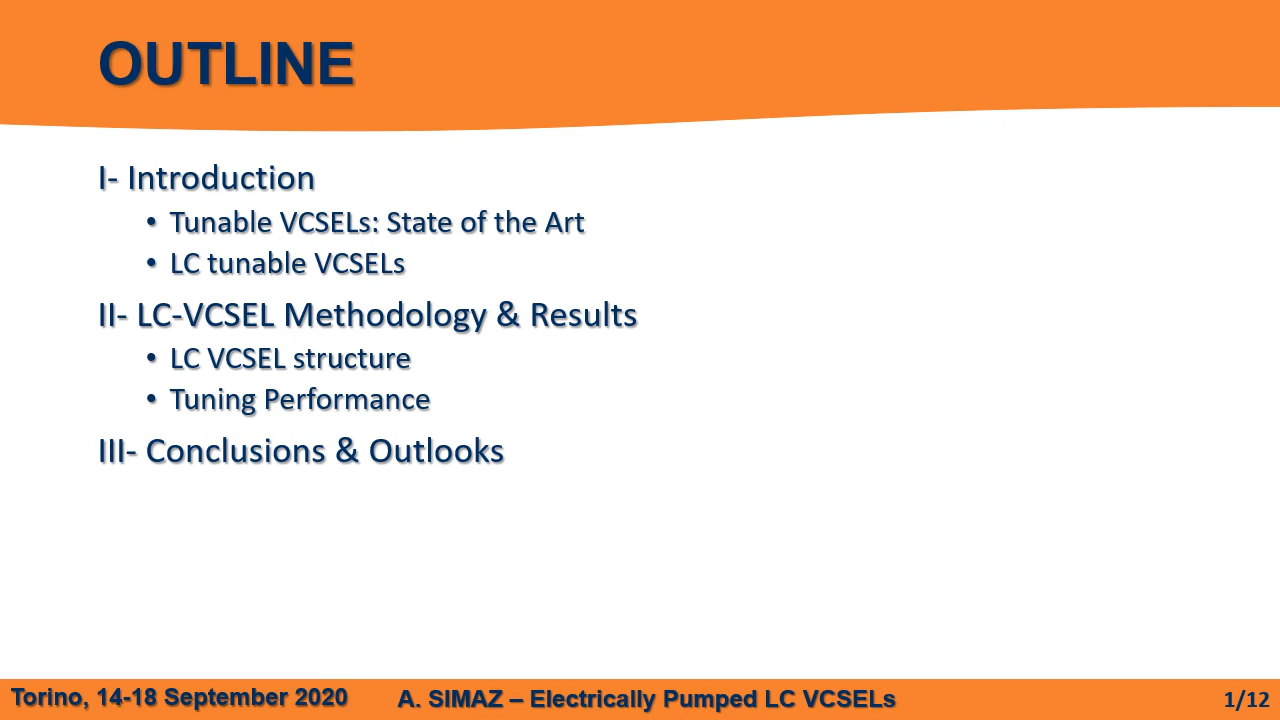 OUTLINE
I- Introduction
• Tunable VCSELs: State of the Art
• LC tunable VCSELs
II- LC-VCSEL Methodology & Results
• LC VCSEL structure
• Tuning Performance
III- Conclusions & Outlooks
Torino, 14-18 September 2020
A. SIMAZ – Electrically Pumped LC VCSELs
1/12